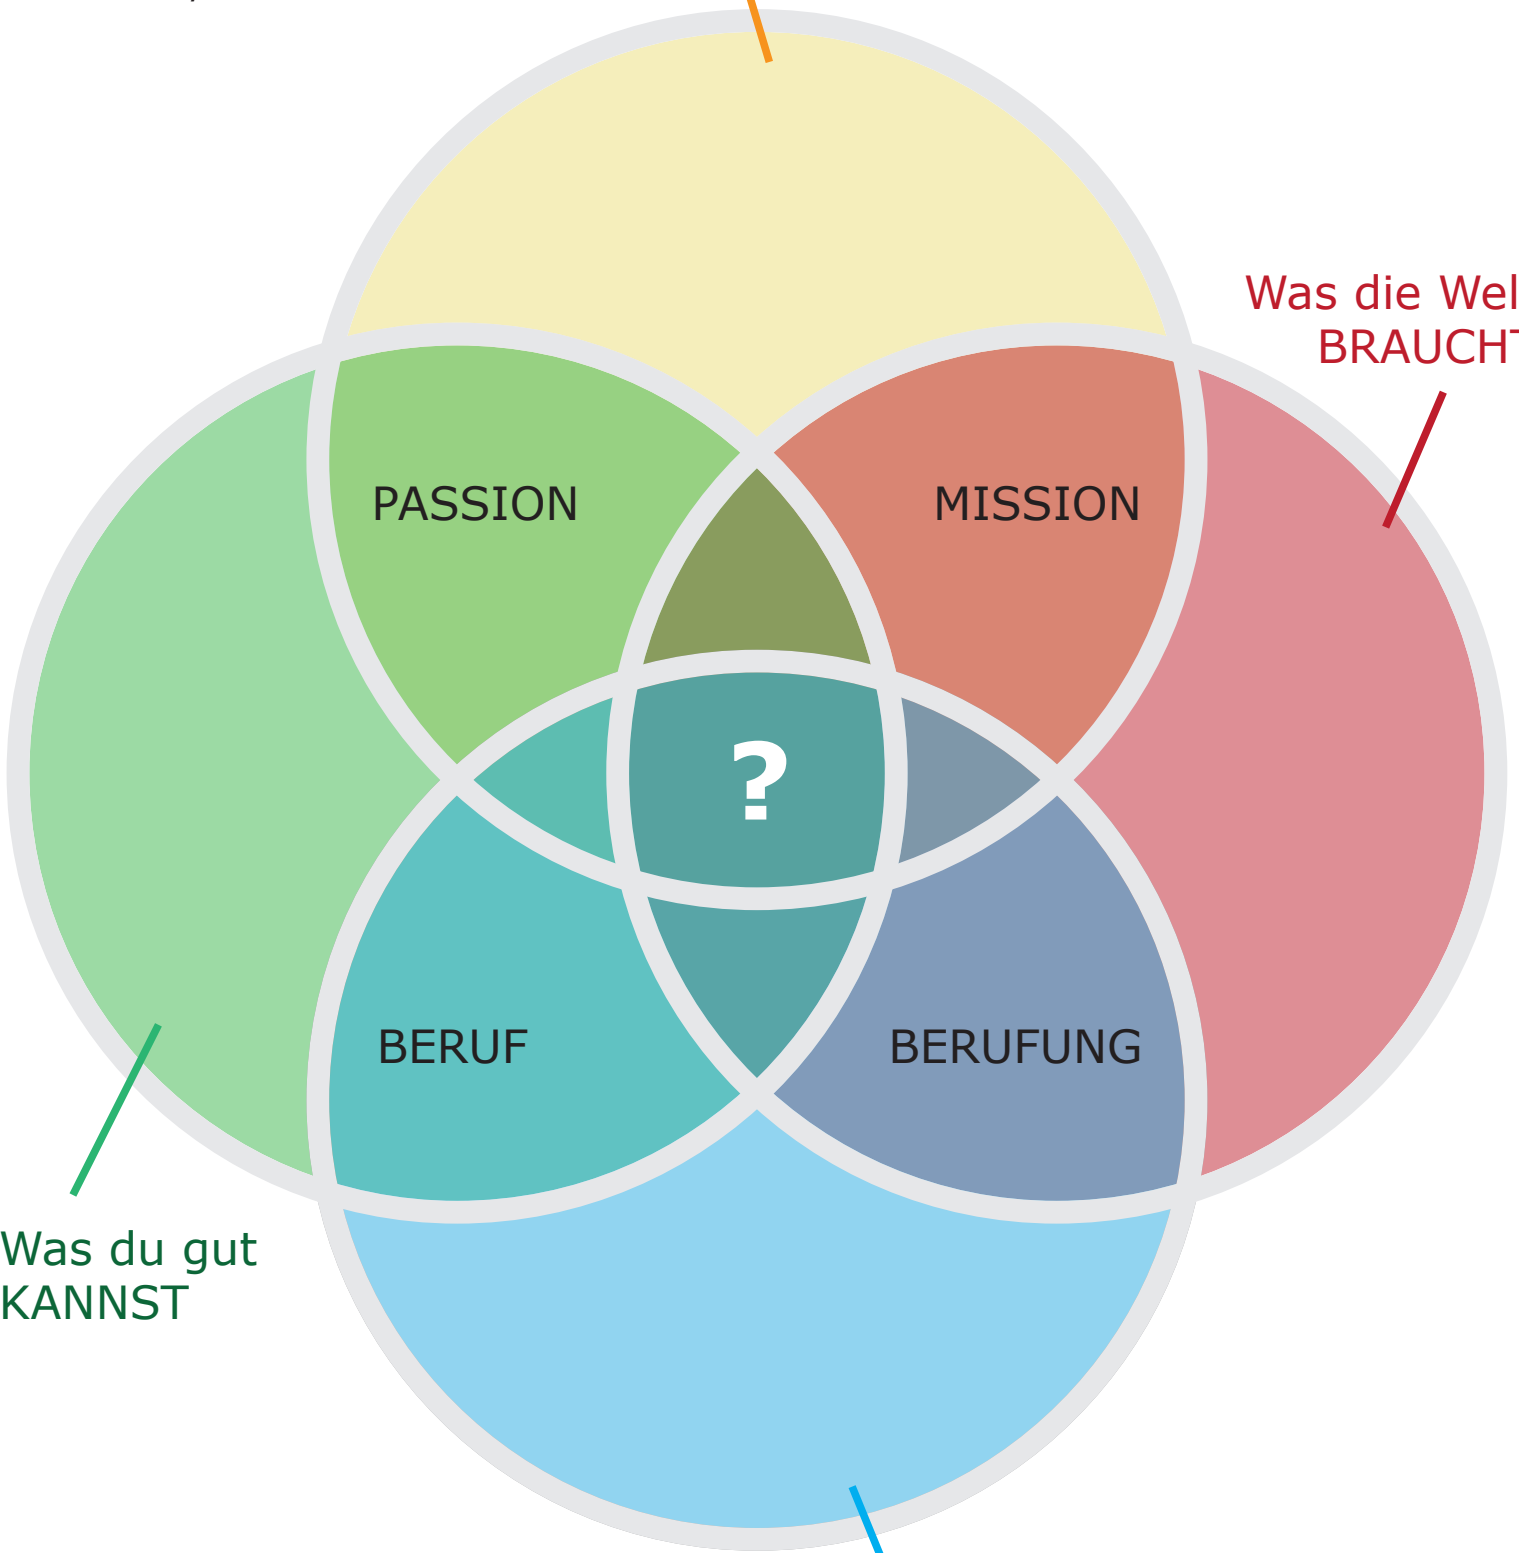 Was die Wel
BRAUCHT
PASSION
MISSION
?
BERUF
BERUFUNG
Was du gut
KANNST